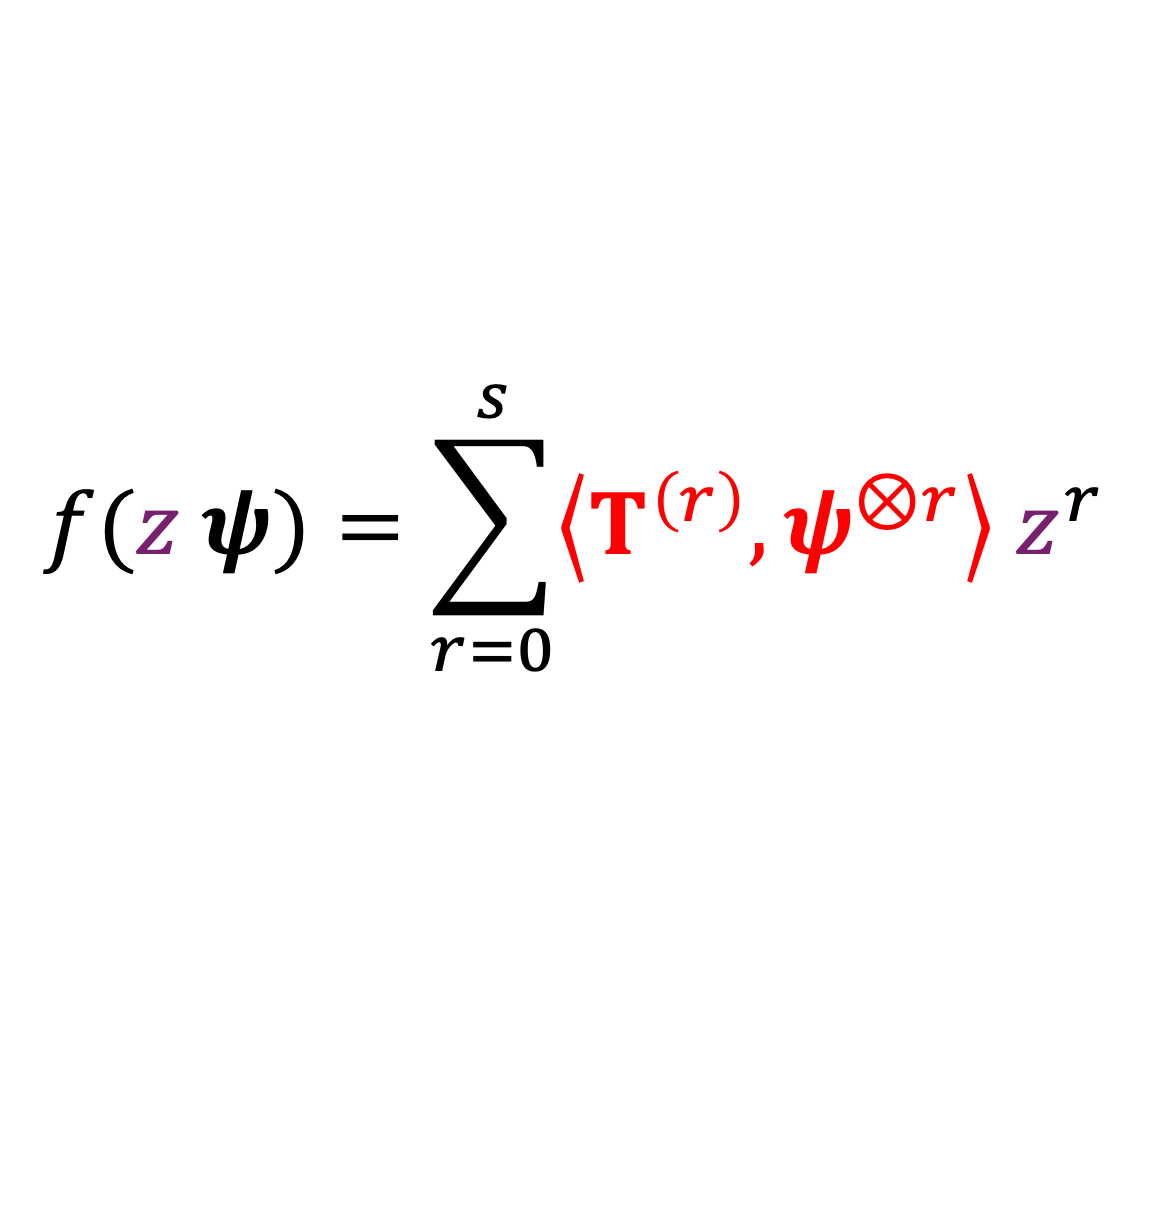 f(z ψ) = ∑_{r=0}^{s} ⟨T^{(r)}, ψ^{⊗r}⟩ z^r